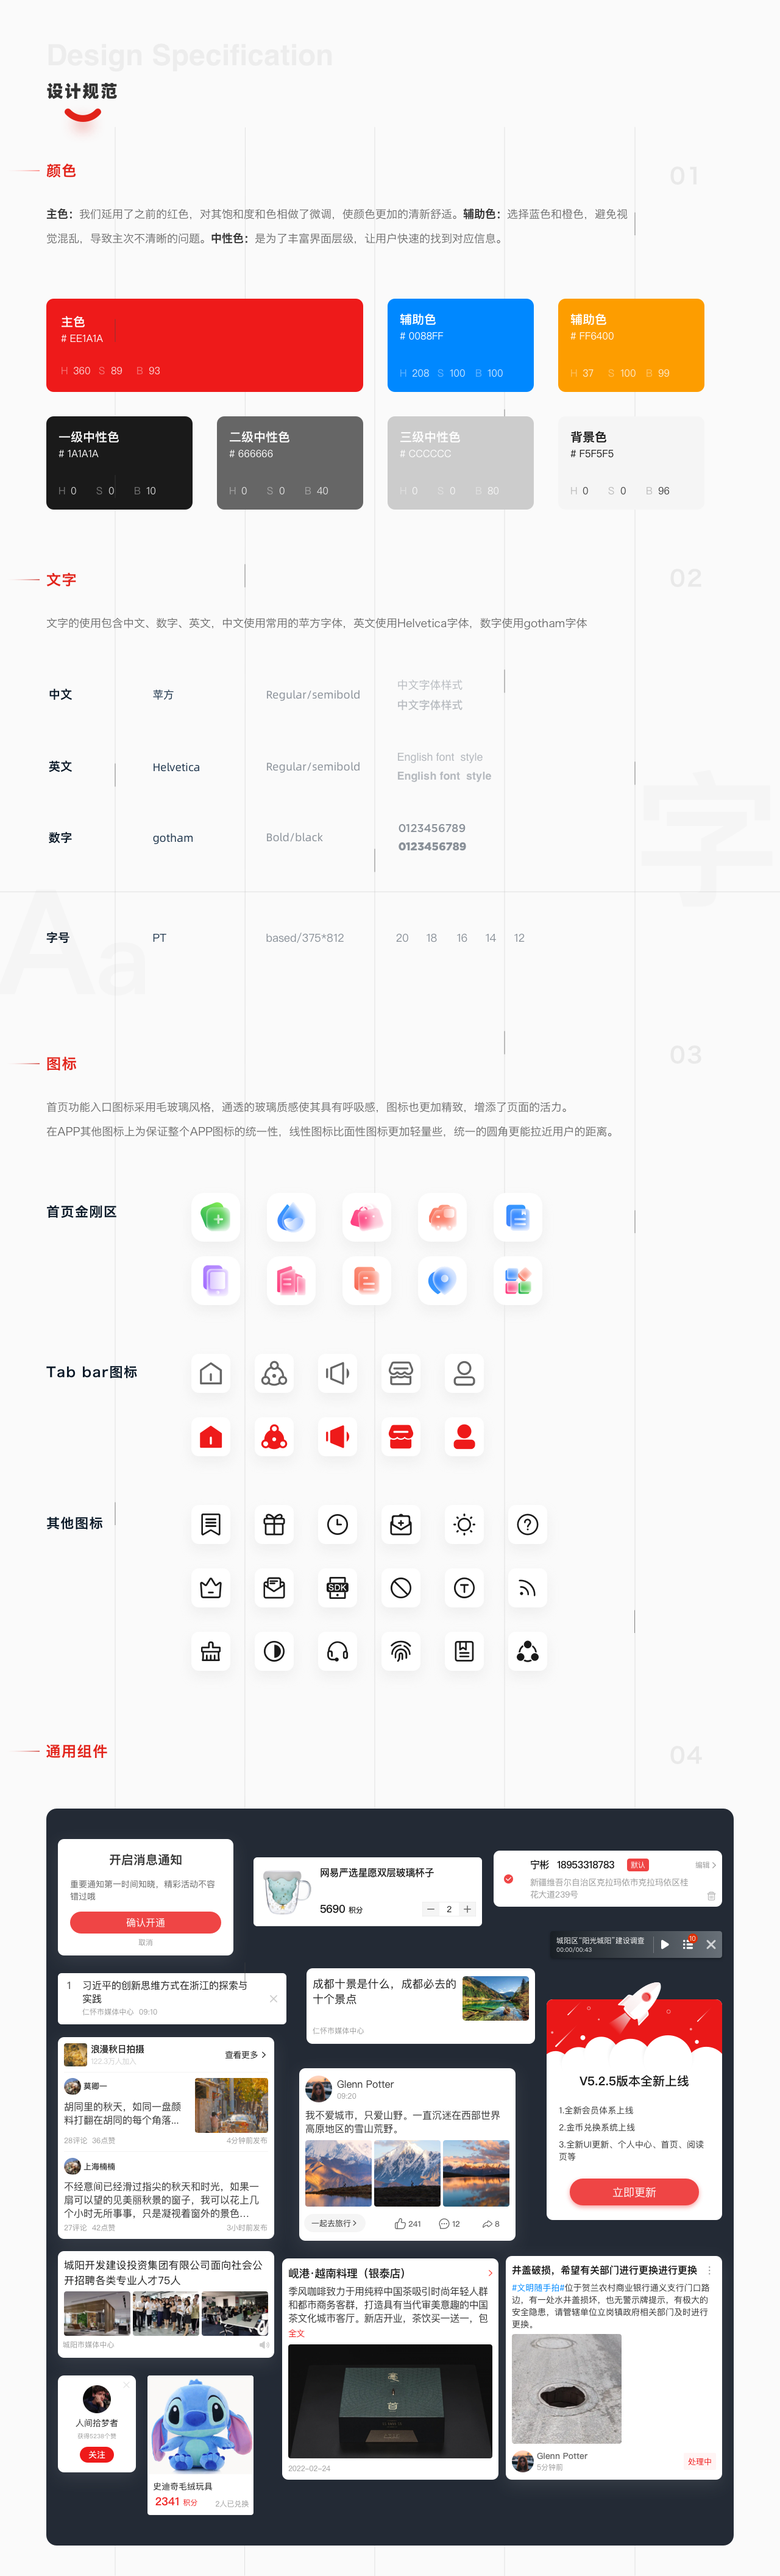 Design Specification
设计规范
颜色
01
主色：我们延用了之前的红色，对其饱和度和色相做了微调，使颜色更加的清新舒适。辅助色：选择蓝色和橙色，避免视
觉混乱，导致主次不清晰的问题。中性色：是为了丰富界面层级，让用户快速的找到对应信息。
主色
# EE1A1A
H 360 S 89 B 93
辅助色
# 0088FF
H 208 S 100 B 100
辅助色
# FF6400
H 37 S 100 B 99
一级中性色
# 1A1A1A
H 0 S 0 B 10
二级中性色
# 666666
H 0 S 0 B 40
三级中性色
# CCCCCC
H 0 S 0 B 80
背景色
# F5F5F5
H 0 S 0 B 96
文字
02
文字的使用包含中文、数字、英文，中文使用常用的苹方字体，英文使用Helvetica字体，数字使用gotham字体
中文 苹方 Regular/semibold
中文字体样式
中文字体样式
英文 Helvetica Regular/semibold
English font style
English font style
数字 gotham Bold/black
0123456789
0123456789
字
Aa
字号 PT based/375*812 20 18 16 14 12
图标
03
首页功能入口图标采用毛玻璃风格，通透的玻璃质感使其具有呼吸感，图标也更加精致，增添了页面的活力。
在APP其他图标上为保证整个APP图标的统一性，线性图标比面性图标更加轻量些，统一的圆角更能拉近用户的距离。
首页金刚区
Tab bar图标
其他图标
SDK
通用组件
04
开启消息通知
重要通知第一时间知晓，精彩活动不容
错过哦
确认开通
取消
网易严选星愿双层玻璃杯子
5690 积分
2
宁彬 18953318783 默认 编辑
新疆维吾尔自治区克拉玛依市克拉玛依区桂
花大道239号
城阳区“阳光城阳”建设调查
00:00/00:43
10
1 习近平的创新思维方式在浙江的探索与
实践
仁怀市媒体中心 09:10
成都十景是什么，成都必去的
十个景点
仁怀市媒体中心
V5.2.5版本全新上线
1.全新会员体系上线
2.金币兑换系统上线
3.全新UI更新、个人中心、首页、阅读
页等
立即更新
浪漫秋日拍摄
122.3万人加入
查看更多
莫卿一
胡同里的秋天，如同一盘颜
料打翻在胡同的每个角落...
28评论 36点赞 4分钟前发布
上海楠楠
不经意间已经滑过指尖的秋天和时光，如果一
扇可以望的见美丽秋景的窗子，我可以花上几
个小时无所事事，只是凝视着窗外的景色...
27评论 42点赞 3小时前发布
Glenn Potter
09:20
我不爱城市，只爱山野。一直沉迷在西部世界
高原地区的雪山荒野。
一起去旅行 241 12 8
城阳开发建设投资集团有限公司面向社会公
开招聘各类专业人才75人
城阳市媒体中心
岘港·越南料理（银泰店）
季风咖啡致力于用纯粹中国茶吸引时尚年轻人群
和都市商务客群，打造具有当代审美意趣的中国
茶文化城市客厅。新店开业，茶饮买一送一，包
全文
2022-02-24
井盖破损，希望有关部门进行更换进行更换
#文明随手拍#位于贺兰农村商业银行通义支行门口路
边，有一处水井盖损坏，也无警示牌提示，有极大的
安全隐患，请管辖单位立岗镇政府相关部门及时进行
更换。
Glenn Potter
5分钟前
处理中
人间拾梦者
获得5238个赞
关注
史迪奇毛绒玩具
2341 积分 2人已兑换